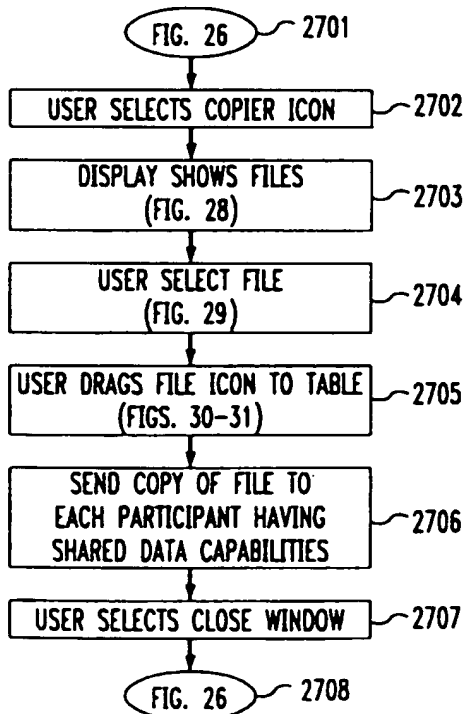 FIG. 26 2701
USER SELECTS COPIER ICON 2702
DISPLAY SHOWS FILES
(FIG. 28) 2703
USER SELECT FILE
(FIG. 29) 2704
USER DRAGS FILE ICON TO TABLE
(FIGS. 30-31) 2705
SEND COPY OF FILE TO
EACH PARTICIPANT HAVING 2706
SHARED DATA CAPABILITIES
USER SELECTS CLOSE WINDOW 2707
FIG. 26 2708